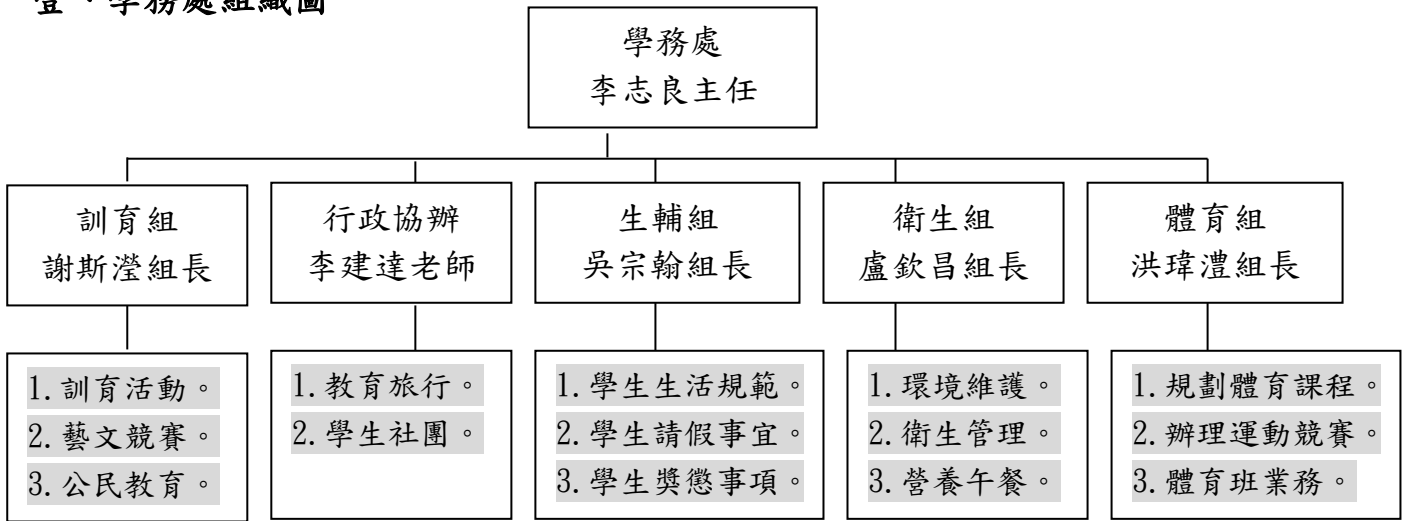 壹、學務處組織圖
學務處
李志良主任
訓育組
謝斯瀅組長
行政協辦
李建達老師
生輔組
吳宗翰組長
衛生組
盧欽昌組長
體育組
洪瑋澧組長
1.訓育活動。
2.藝文競賽。
3.公民教育。
1.教育旅行。
2.學生社團。
1.學生生活規範。
2.學生請假事宜。
3.學生獎懲事項。
1.環境維護。
2.衛生管理。
3.營養午餐。
1.規劃體育課程。
2.辦理運動競賽。
3.體育班業務。